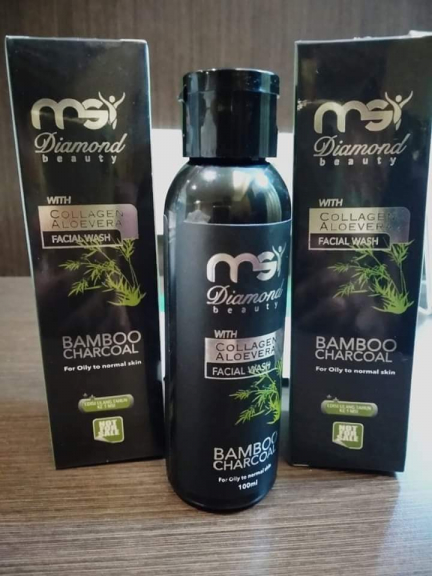 msi
Diamond
beauty
WITH
COLLAGEN
ALOEVERA
FACIAL WASH
BAMBOO
CHARCOAL
For Oily to normal skin
NOT
FOR
SALE
msi
Diamond
beauty
WITH
COLLAGEN
ALOEVERA
FACIAL WASH
BAMBOO
CHARCOAL
For Oily to normal skin
100ml
msi
Diamond
beauty
WITH
COLLAGEN
ALOEVERA
FACIAL WASH
BAMBOO
CHARCOAL
For Oily to normal skin
NOT
FOR
SALE